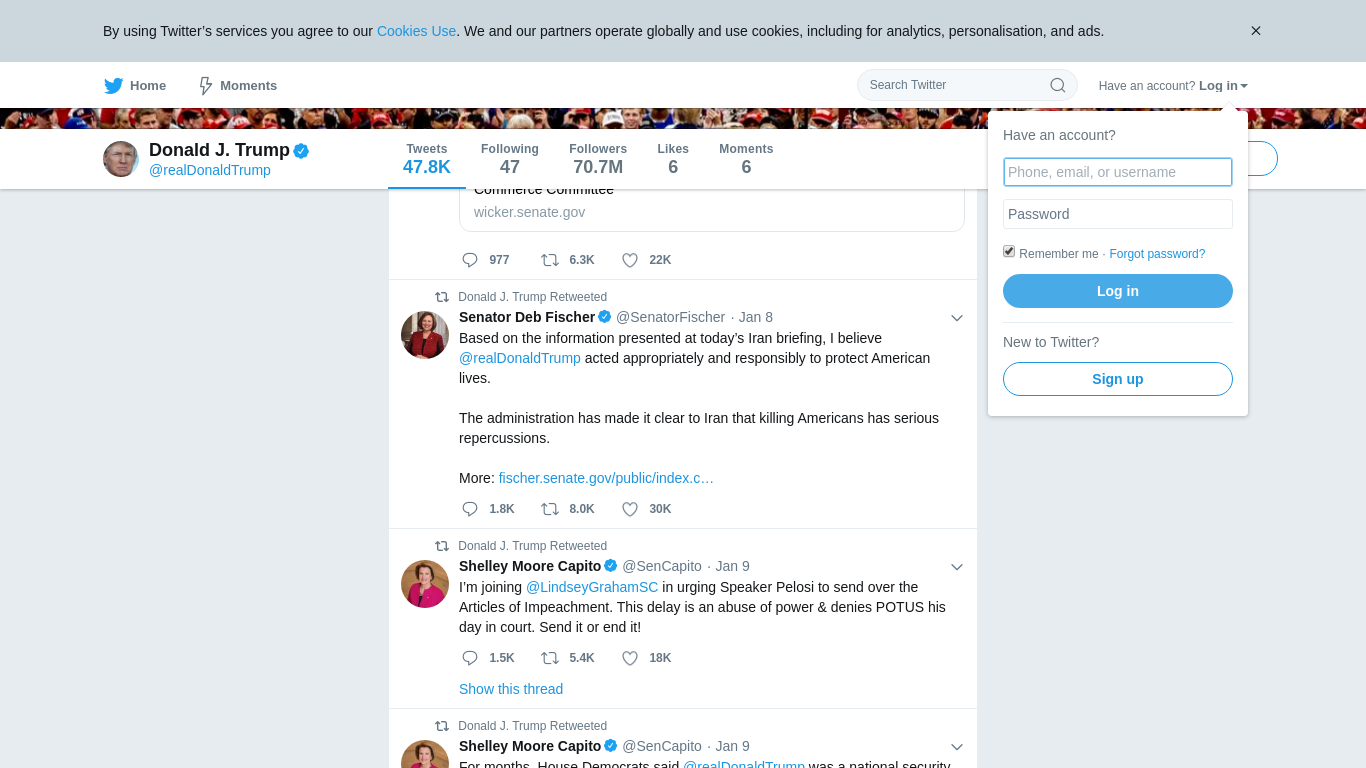 By using Twitter’s services you agree to our Cookies Use. We and our partners operate globally and use cookies, including for analytics, personalisation, and ads.
Home
Moments
Search Twitter
Have an account? Log in
Donald J. Trump
@realDonaldTrump
Tweets
47.8K
Following
47
Followers
70.7M
Likes
6
Moments
6
Have an account?
Phone, email, or username
Password
Remember me · Forgot password?
Log in
New to Twitter?
Sign up
Commerce Committee
wicker.senate.gov
977 6.3K 22K
Donald J. Trump Retweeted
Senator Deb Fischer @SenatorFischer · Jan 8
Based on the information presented at today’s Iran briefing, I believe
@realDonaldTrump acted appropriately and responsibly to protect American
lives.
The administration has made it clear to Iran that killing Americans has serious
repercussions.
More: fischer.senate.gov/public/index.c…
1.8K 8.0K 30K
Donald J. Trump Retweeted
Shelley Moore Capito @SenCapito · Jan 9
I’m joining @LindseyGrahamSC in urging Speaker Pelosi to send over the
Articles of Impeachment. This delay is an abuse of power & denies POTUS his
day in court. Send it or end it!
1.5K 5.4K 18K
Show this thread
Donald J. Trump Retweeted
Shelley Moore Capito @SenCapito · Jan 9
For months, House Democrats said @realDonaldTrump was a national security